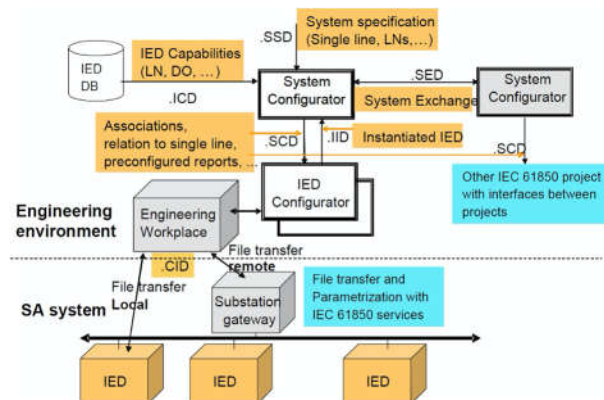 System specification
(Single line, LNs,...)
.SSD
IED Capabilities
(LN, DO, ...)
IED
DB
.ICD
System
Configurator
.SED
System Exchange
System
Configurator
Associations,
relation to single line,
preconfigured reports, ...
.SCD
.IID
Instantiated IED
.SCD
IED
Configurator
Other IEC 61850 project
with interfaces between
projects
Engineering
environment
Engineering
Workplace
.CID
File transfer
remote
File transfer
Local
SA system
Substation
gateway
File transfer and
Parametrization with
IEC 61850 services
IED
IED
IED